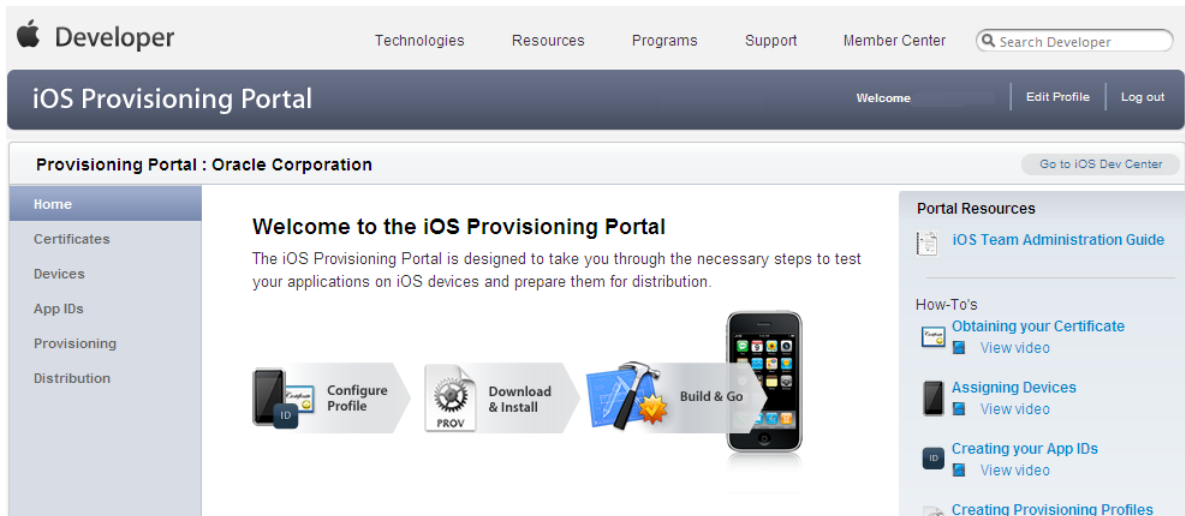 Developer
Technologies
Resources
Programs
Support
Member Center
Search Developer
iOS Provisioning Portal
Welcome
Edit Profile
Log out
Provisioning Portal : Oracle Corporation
Go to iOS Dev Center
Home
Certificates
Devices
App IDs
Provisioning
Distribution
Welcome to the iOS Provisioning Portal
The iOS Provisioning Portal is designed to take you through the necessary steps to test
your applications on iOS devices and prepare them for distribution.
ID
Configure
Profile
PROV
Download
& Install
Build & Go
Portal Resources
iOS Team Administration Guide
How-To's
Obtaining your Certificate
View video
Assigning Devices
View video
ID
Creating your App IDs
View video
Creating Provisioning Profiles